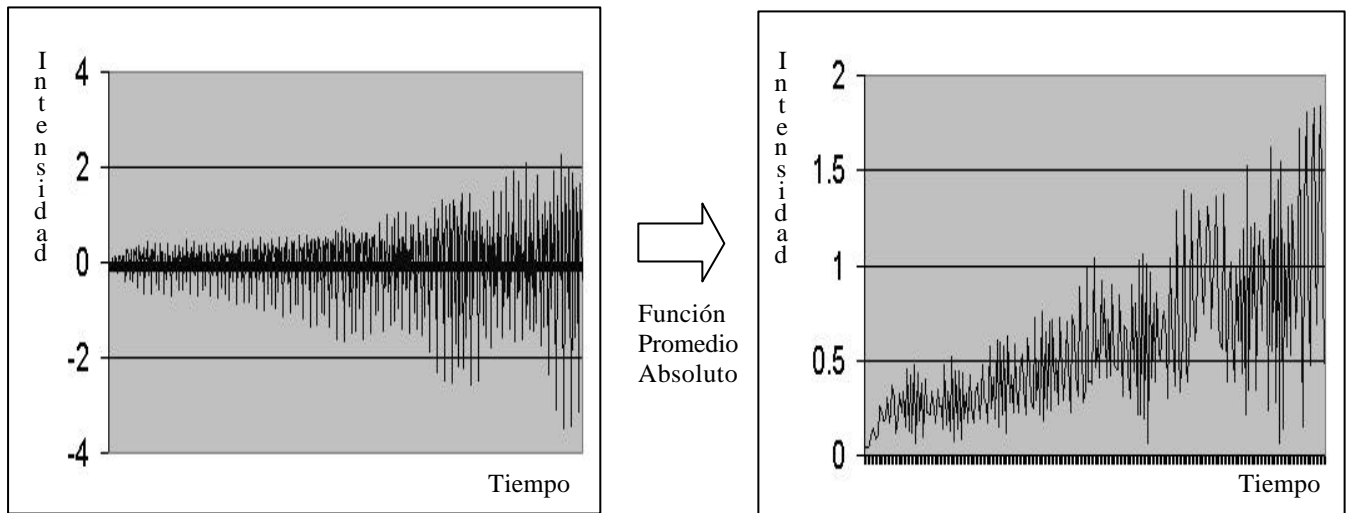 Intensidad
4
2
0
-2
-4
Tiempo
Función
Promedio
Absoluto
Intensidad
2
1.5
1
0.5
0
Tiempo